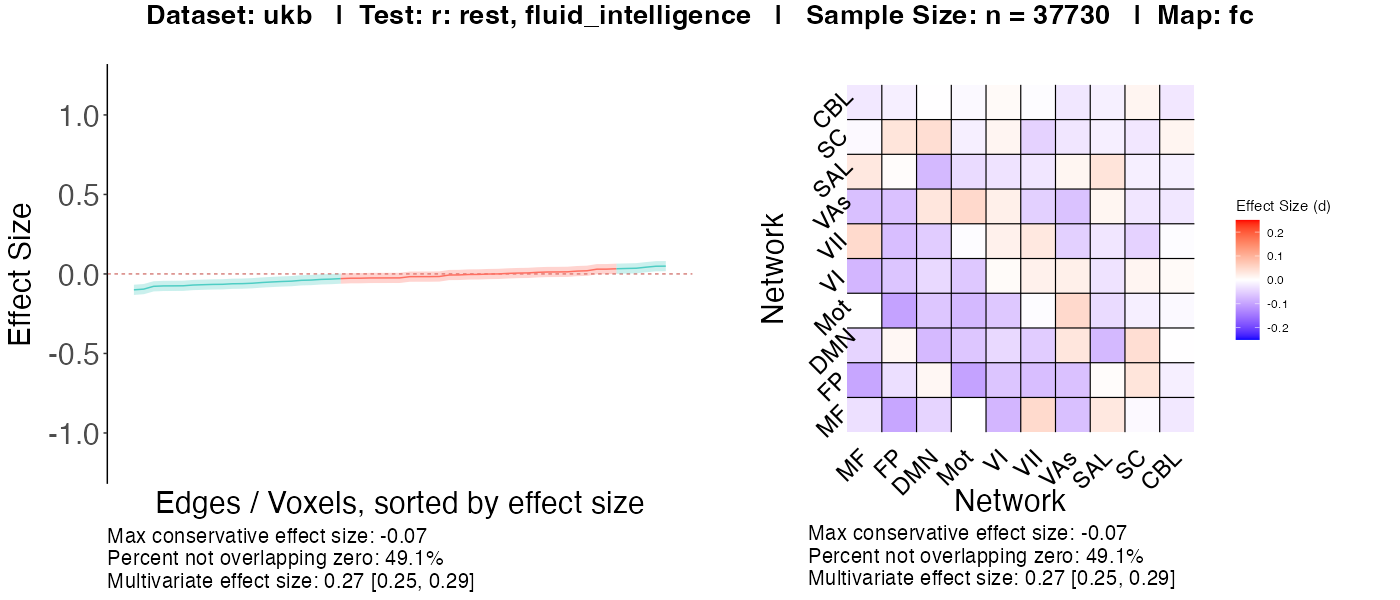 Dataset: ukb | Test: r: rest, fluid_intelligence | Sample Size: n = 37730 | Map: fc
Effect Size
1.0
0.5
0.0
-0.5
-1.0
Edges / Voxels, sorted by effect size
Max conservative effect size: -0.07
Percent not overlapping zero: 49.1%
Multivariate effect size: 0.27 [0.25, 0.29]
Network
CBL
SC
SAL
VAs
VII
VI
Mot
DMN
FP
MF
MF FP DMN Mot VI VII VAs SAL SC CBL
Network
Max conservative effect size: -0.07
Percent not overlapping zero: 49.1%
Multivariate effect size: 0.27 [0.25, 0.29]
Effect Size (d)
0.2
0.1
0.0
-0.1
-0.2